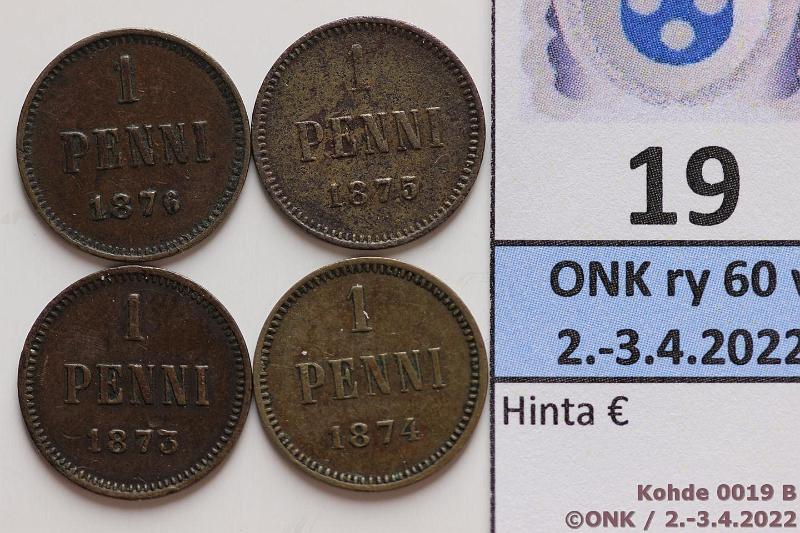 1
PENNI
1876
1
PENNI
1875
1
PENNI
1873
1
PENNI
1874
19
ONK ry 60 v
2.-3.4.2022
Hinta €
Kohde 0019 B
©ONK / 2.-3.4.2022